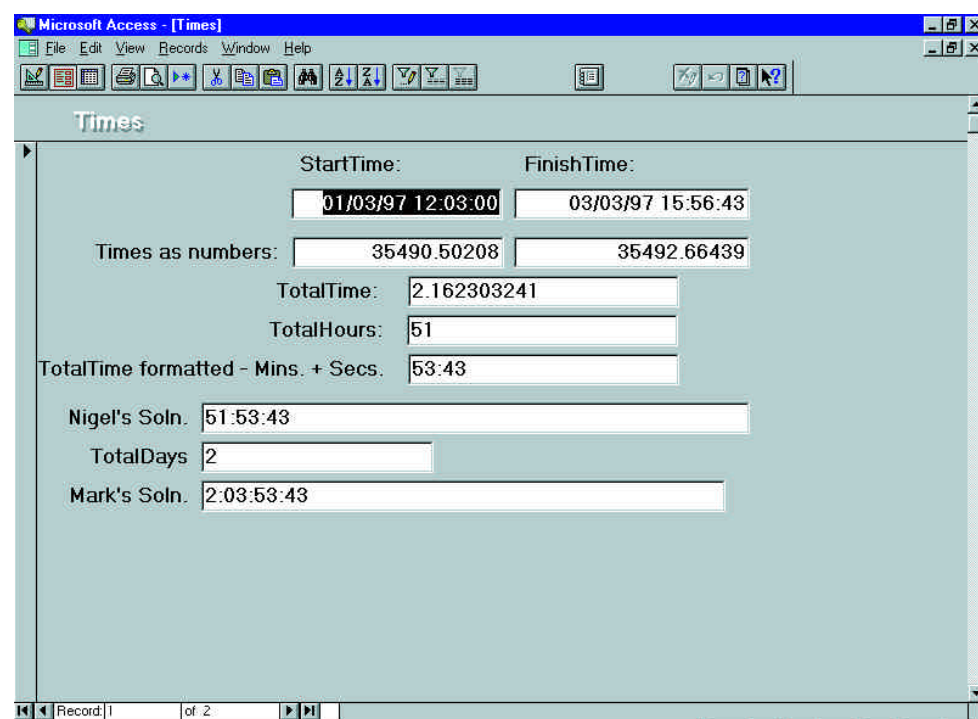 Microsoft Access - [Times]
File Edit View Records Window Help
Times
StartTime: FinishTime:
01/03/97 12:03:00 03/03/97 15:56:43
Times as numbers: 35490.50208 35492.66439
TotalTime: 2.162303241
TotalHours: 51
TotalTime formatted - Mins. + Secs. 53:43
Nigel's Soln. 51:53:43
TotalDays 2
Mark's Soln. 2:03:53:43
Record: 1 of 2